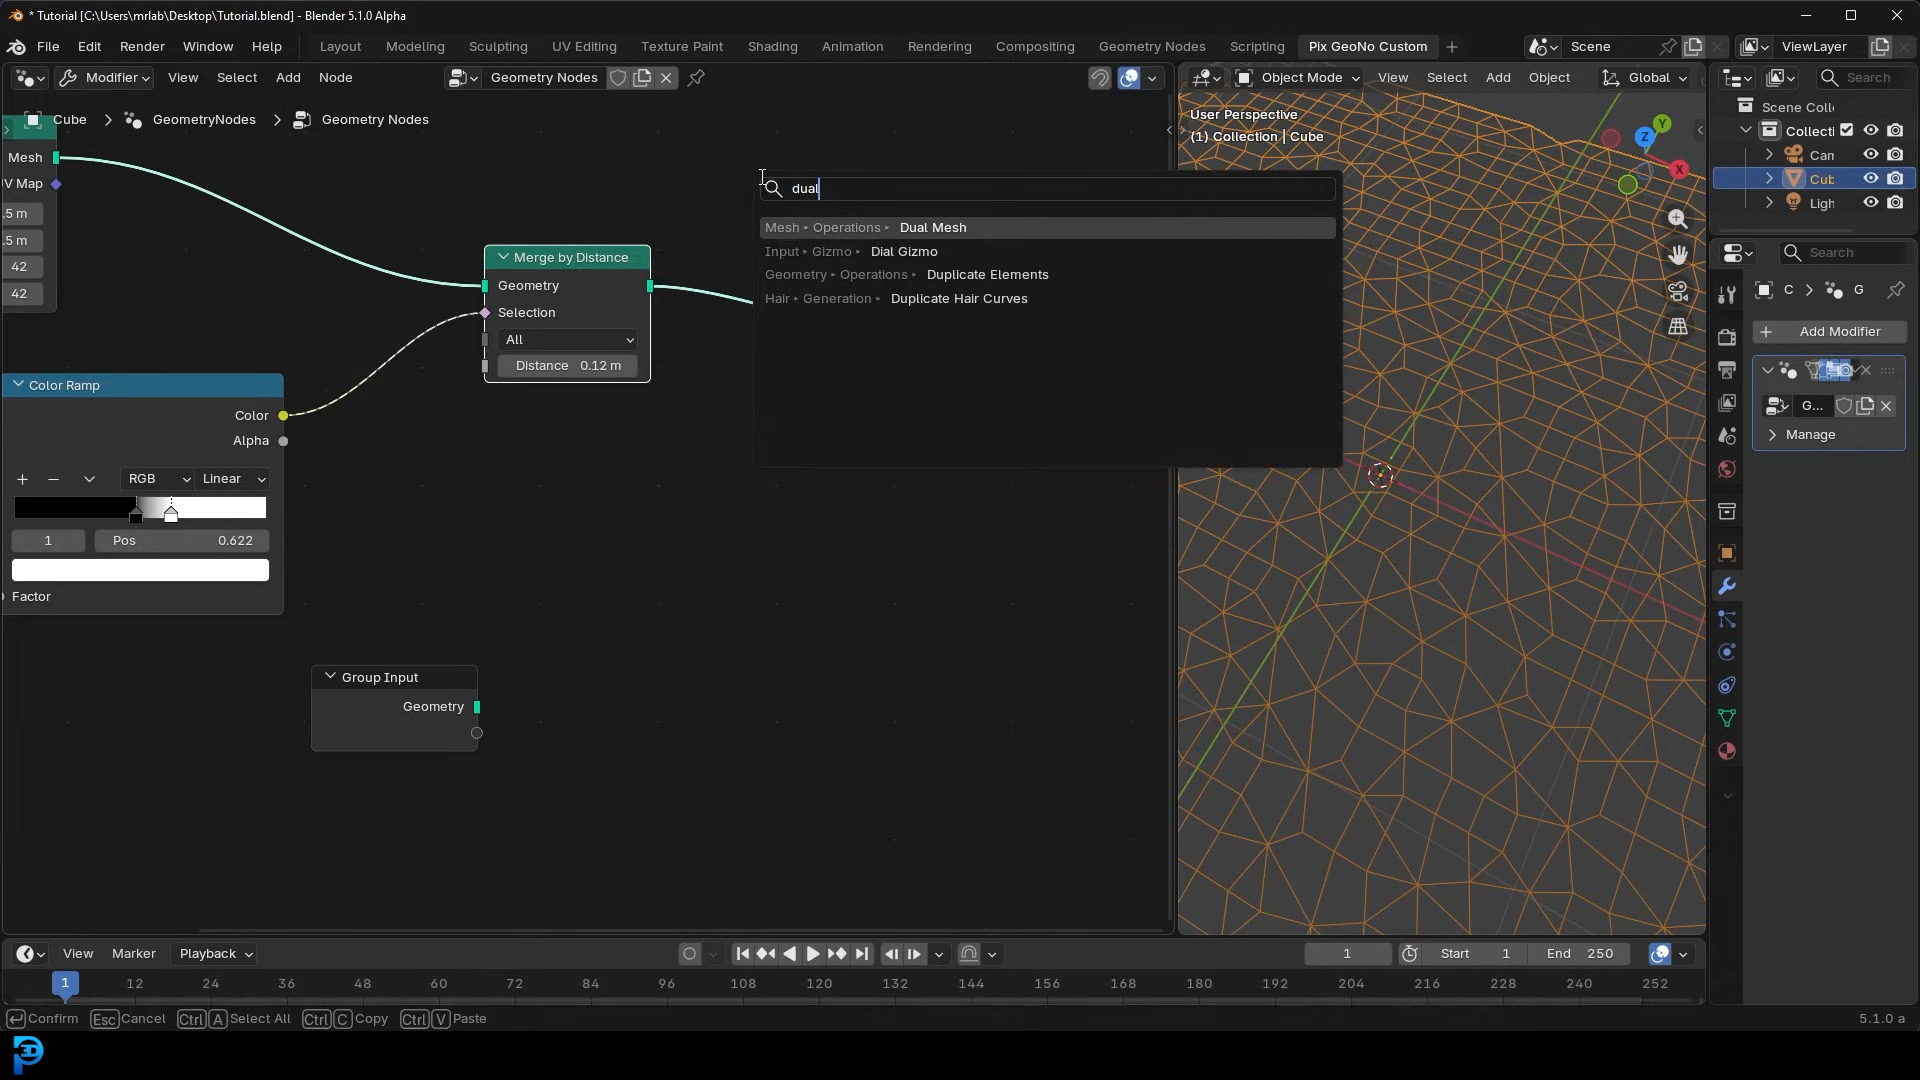 * Tutorial [C:\Users\mrlab\Desktop\Tutorial.blend] - Blender 5.1.0 Alpha
File Edit Render Window Help Layout Modeling Sculpting UV Editing Texture Paint Shading Animation Rendering Compositing Geometry Nodes Scripting Pix GeoNo Custom Scene ViewLayer
Modifier View Select Add Node Geometry Nodes Object Mode View Select Add Object Global Search
Cube > GeometryNodes > Geometry Nodes
User Perspective
(1) Collection | Cube
Z Y X
Scene Coll
Collecti
Cam
Cub
Ligh
Search
C > G
Add Modifier
G...
Manage
Mesh
V Map
.5 m
.5 m
42
42
Merge by Distance
Geometry
Selection
All
Distance 0.12 m
dual
Mesh ▸ Operations ▸ Dual Mesh
Input ▸ Gizmo ▸ Dial Gizmo
Geometry ▸ Operations ▸ Duplicate Elements
Hair ▸ Generation ▸ Duplicate Hair Curves
Color Ramp
Color
Alpha
RGB Linear
1 Pos 0.622
Factor
Group Input
Geometry
View Marker Playback 1 Start 1 End 250
1 12 24 36 48 60 72 84 96 108 120 132 144 156 168 180 192 204 216 228 240 252
Confirm Esc Cancel Ctrl A Select All Ctrl C Copy Ctrl V Paste 5.1.0 a